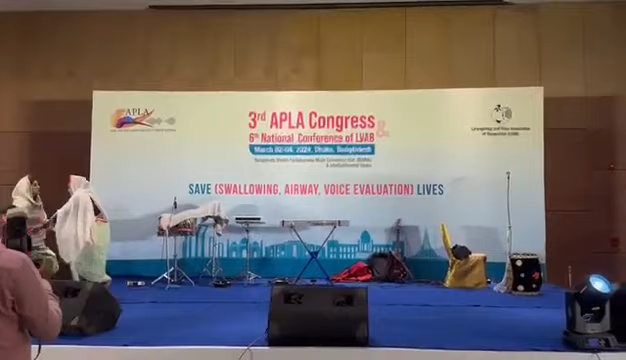 APLA
3rd APLA Congress &
6th National Conference of LVAB
March 02-04, 2024, Dhaka, Bangladesh
SAVE (SWALLOWING, AIRWAY, VOICE EVALUATION) LIVES